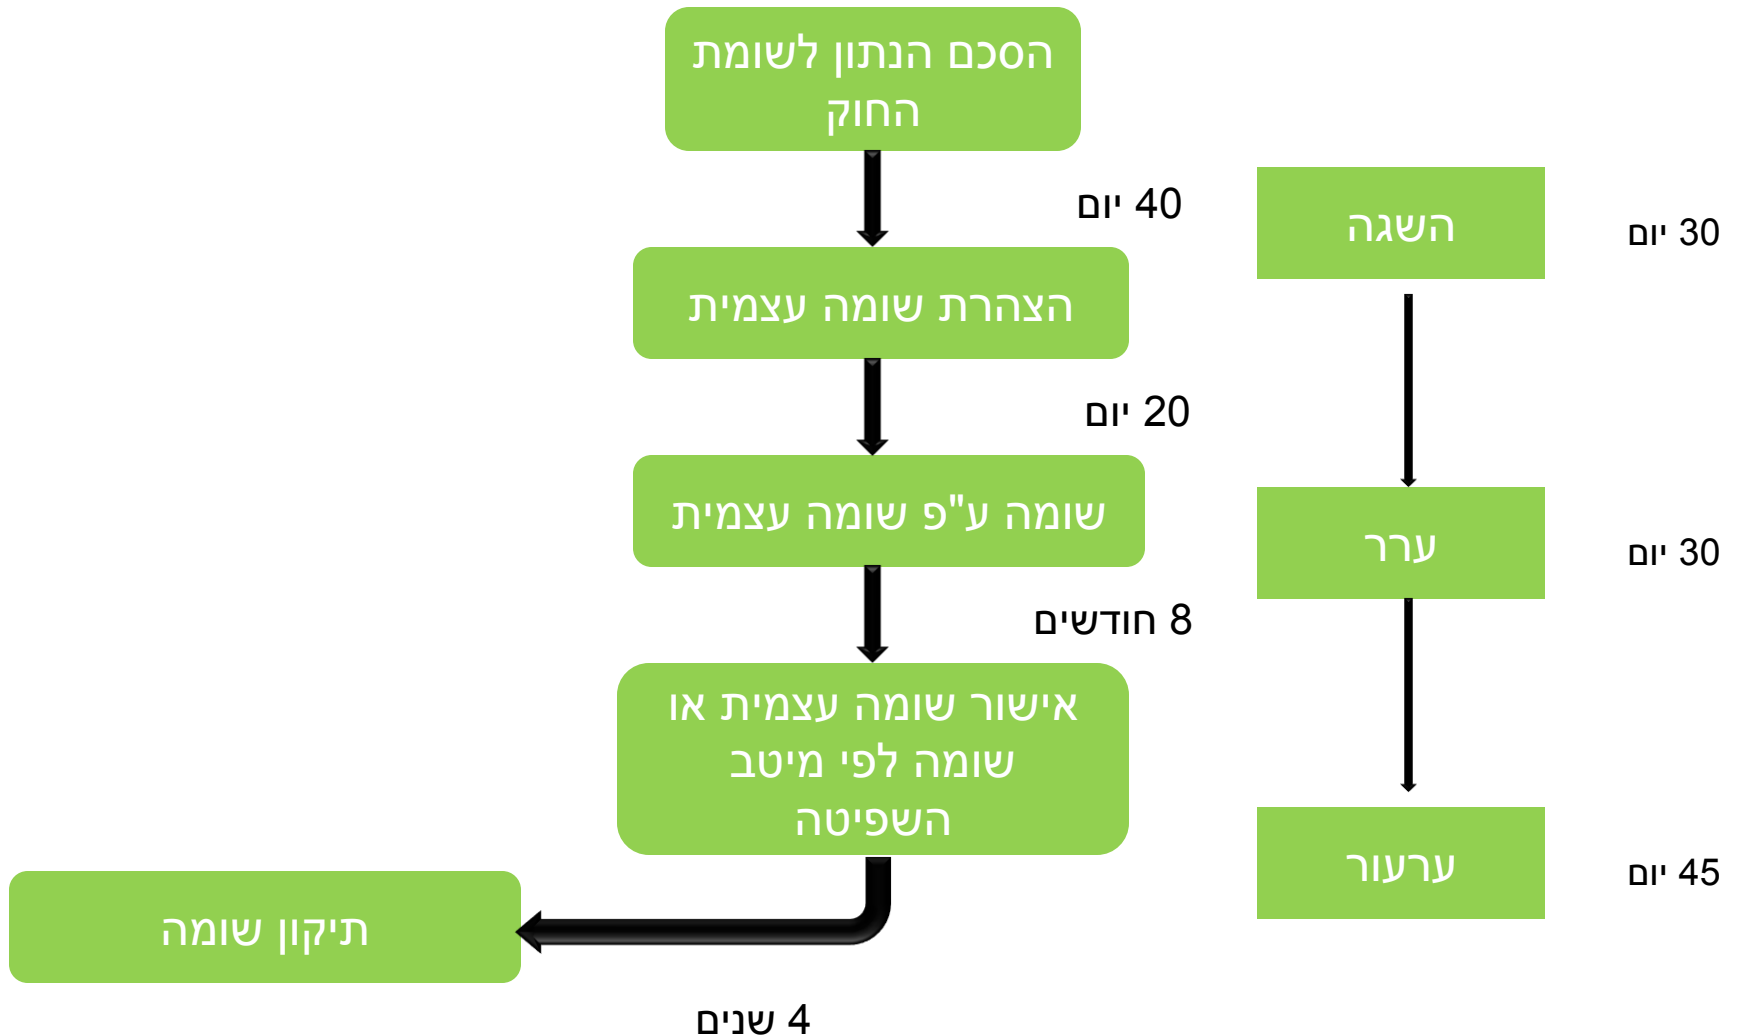 הסכם הנתון לשומת
החוק
40 יום
הצהרת שומה עצמית
20 יום
שומה ע"פ שומה עצמית
8 חודשים
אישור שומה עצמית או
שומה לפי מיטב
השפיטה
תיקון שומה
4 שנים
השגה
30 יום
ערר
30 יום
ערעור
45 יום